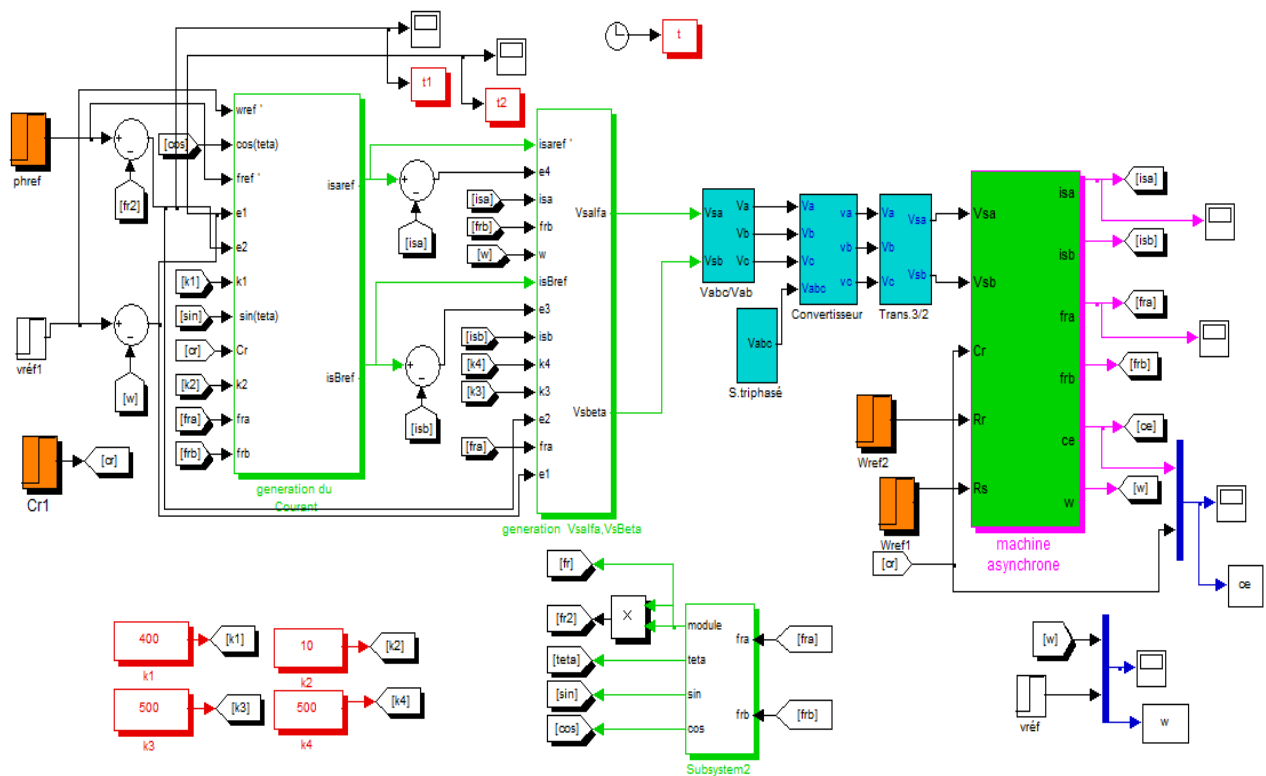 t
t1
t2
phref
[fr2]
[cos]
wref '
cos(teta)
fref '
e1
e2
k1
sin(teta)
Cr
k2
fra
frb
isaref
isBref
generation du
Courant
[k1]
[sin]
[cr]
[k2]
[fra]
[frb]
vréf1
[w]
Cr1
[cr]
[isa]
[isb]
[isa]
[frb]
[w]
[isb]
[k4]
[k3]
[fra]
isaref '
e4
isa
frb
w
isBref
e3
isb
k4
k3
e2
fra
e1
Vsalfa
Vsbeta
generation Vsalfa,VsBeta
Vsa
Vsb
Va
Vb
Vc
Vabc/Vab
Va
Vb
Vc
Vabc
va
vb
vc
Convertisseur
Va
Vb
Vc
Vsa
Vsb
Trans.3/2
Vabc
S.triphasé
Wref2
Wref1
[cr]
Vsa
Vsb
Cr
Rr
Rs
isa
isb
fra
frb
ce
w
machine
asynchrone
[isa]
[isb]
[fra]
[frb]
[ce]
[w]
ce
400
k1
[k1]
10
k2
[k2]
500
k3
[k3]
500
k4
[k4]
[fr]
[fr2]
[teta]
[sin]
[cos]
X
module
teta
sin
cos
fra
frb
Subsystem2
[fra]
[frb]
[w]
vréf
w